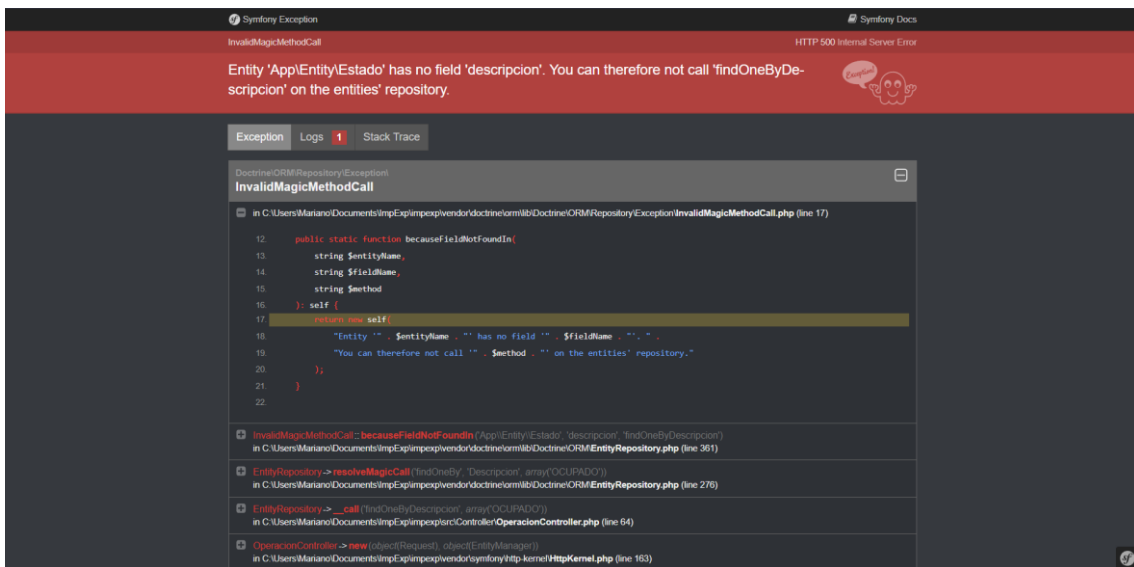 Symfony Exception
Symfony Docs
InvalidMagicMethodCall
HTTP 500 Internal Server Error
Entity 'App\Entity\Estado' has no field 'descripcion'. You can therefore not call 'findOneByDe-
scripcion' on the entities' repository.
Exception!
Exception
Logs 1
Stack Trace
Doctrine\ORM\Repository\Exception\
InvalidMagicMethodCall
in C:\Users\Mariano\Documents\ImpExp\impexp\vendor\doctrine\orm\lib\Doctrine\ORM\Repository\Exception\InvalidMagicMethodCall.php (line 17)
12. public static function becauseFieldNotFoundIn(
13. string $entityName,
14. string $fieldName,
15. string $method
16. ): self {
17. return new self(
18. "Entity '" . $entityName . "' has no field '" . $fieldName . "'. " .
19. "You can therefore not call '" . $method . "' on the entities' repository."
20. );
21. }
22.
InvalidMagicMethodCall::becauseFieldNotFoundIn('App\\Entity\\Estado', 'descripcion', 'findOneByDescripcion')
in C:\Users\Mariano\Documents\ImpExp\impexp\vendor\doctrine\orm\lib\Doctrine\ORM\EntityRepository.php (line 361)
EntityRepository->resolveMagicCall('findOneBy', 'Descripcion', array('OCUPADO'))
in C:\Users\Mariano\Documents\ImpExp\impexp\vendor\doctrine\orm\lib\Doctrine\ORM\EntityRepository.php (line 276)
EntityRepository->__call('findOneByDescripcion', array('OCUPADO'))
in C:\Users\Mariano\Documents\ImpExp\impexp\src\Controller\OperacionController.php (line 64)
OperacionController->new(object(Request), object(EntityManager))
in C:\Users\Mariano\Documents\ImpExp\impexp\vendor\symfony\http-kernel\HttpKernel.php (line 163)